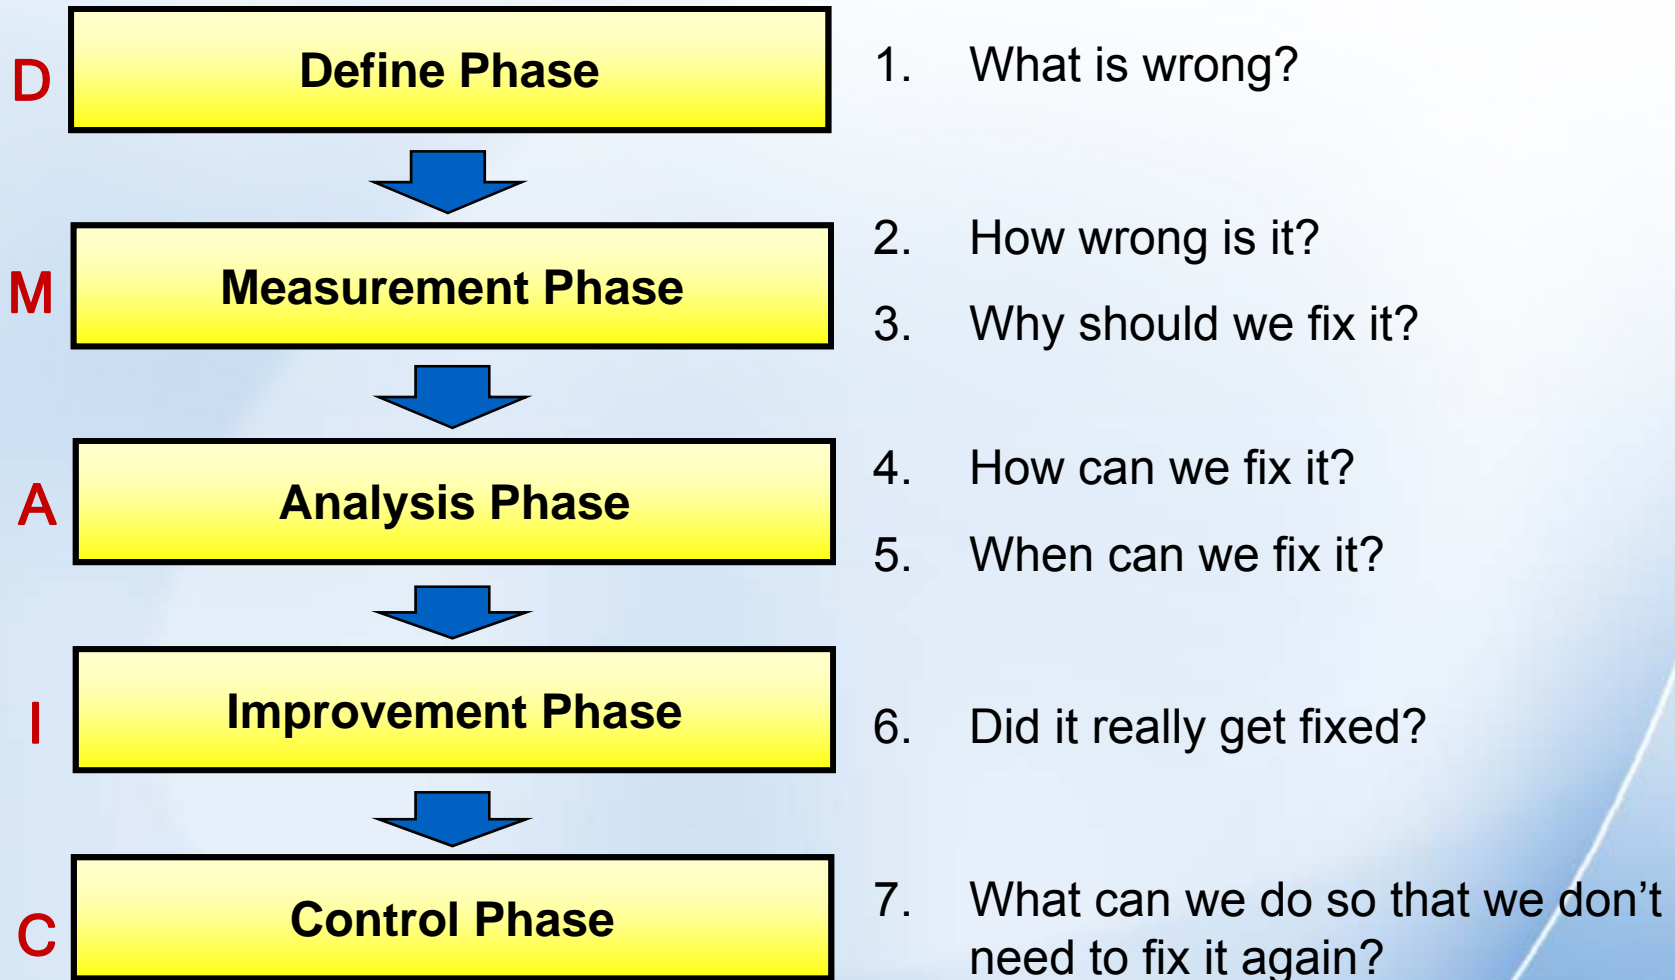 D
Define Phase
1. What is wrong?
M
Measurement Phase
2. How wrong is it?
3. Why should we fix it?
A
Analysis Phase
4. How can we fix it?
5. When can we fix it?
I
Improvement Phase
6. Did it really get fixed?
C
Control Phase
7. What can we do so that we don’t
need to fix it again?